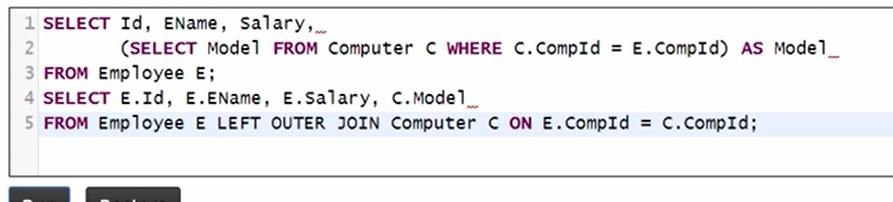 1 SELECT Id, EName, Salary,
2 (SELECT Model FROM Computer C WHERE C.CompId = E.CompId) AS Model
3 FROM Employee E;
4 SELECT E.Id, E.EName, E.Salary, C.Model
5 FROM Employee E LEFT OUTER JOIN Computer C ON E.CompId = C.CompId;